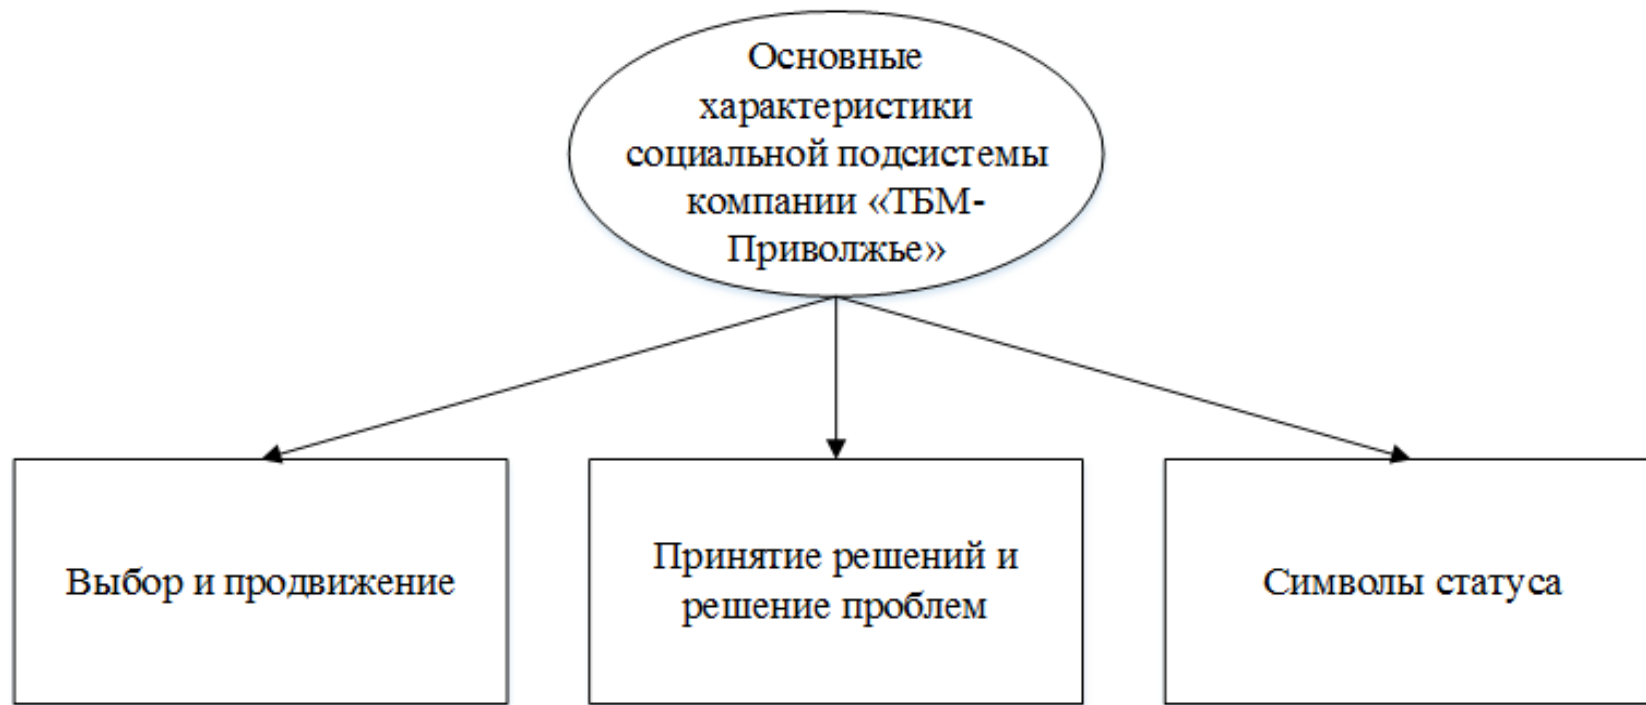 Основные
характеристики
социальной подсистемы
компании «ТБМ-
Приволжье»
Выбор и продвижение
Принятие решений и
решение проблем
Символы статуса